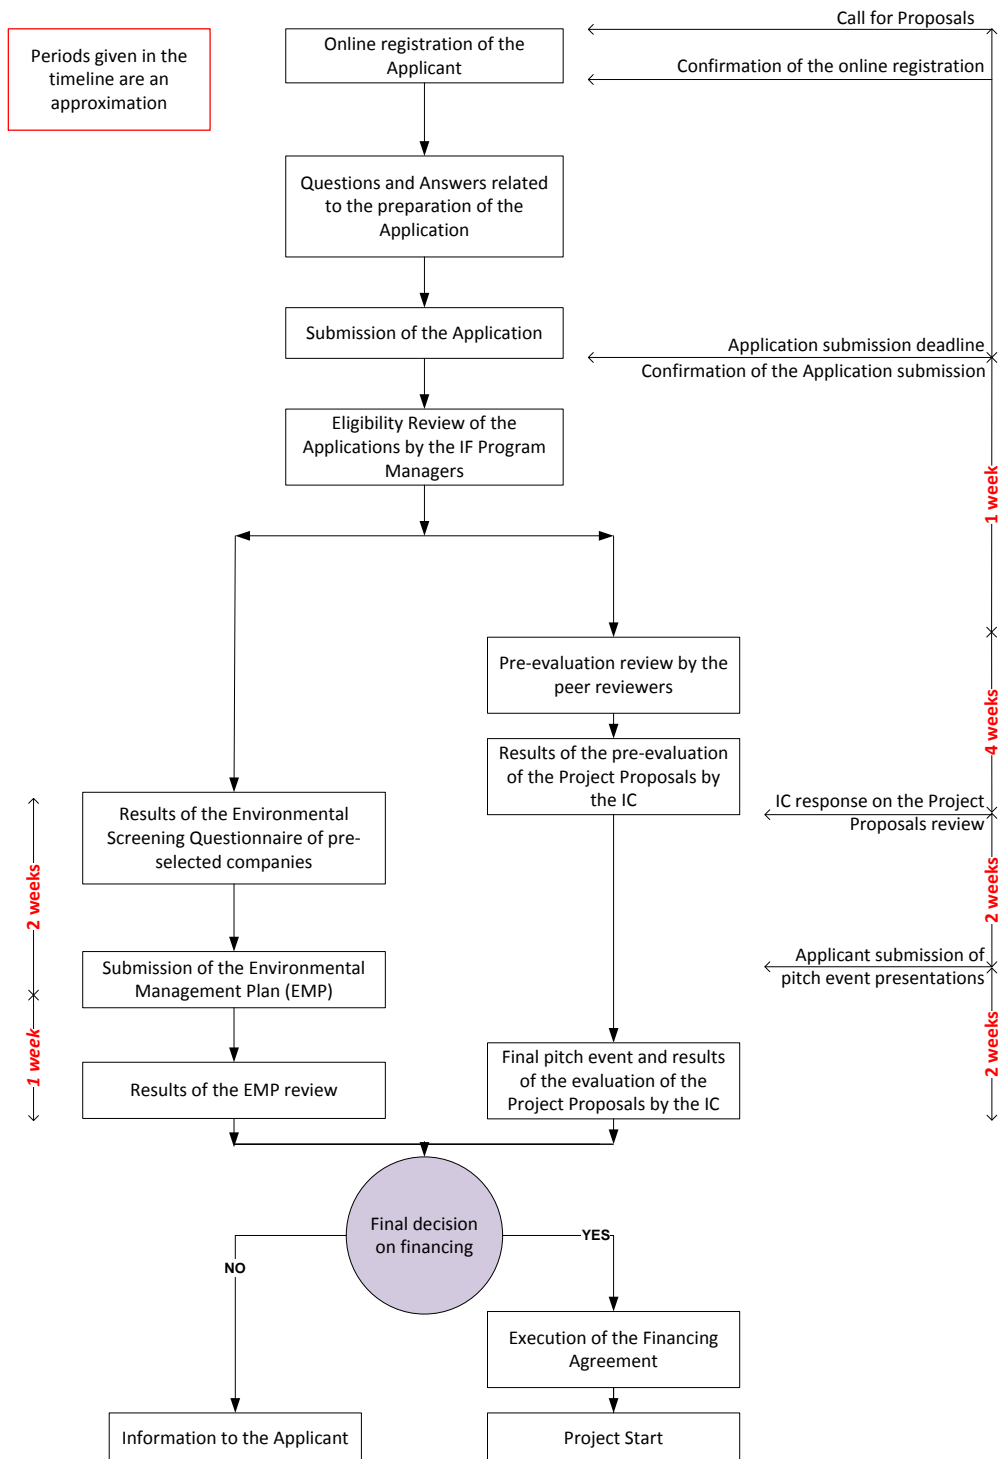 Call for Proposals
Periods given in the
timeline are an
approximation
Online registration of the
Applicant
Confirmation of the online registration
Questions and Answers related
to the preparation of the
Application
Submission of the Application
Application submission deadline
Confirmation of the Application submission
Eligibility Review of the
Applications by the IF Program
Managers
1 week
Pre-evaluation review by the
peer reviewers
4 weeks
Results of the pre-evaluation
of the Project Proposals by
the IC
IC response on the Project
Proposals review
Results of the Environmental
Screening Questionnaire of pre-
selected companies
2 weeks
2 weeks
Submission of the Environmental
Management Plan (EMP)
Applicant submission of
pitch event presentations
1 week
2 weeks
Results of the EMP review
Final pitch event and results
of the evaluation of the
Project Proposals by the IC
Final decision
on financing
NO
YES
Execution of the Financing
Agreement
Information to the Applicant
Project Start